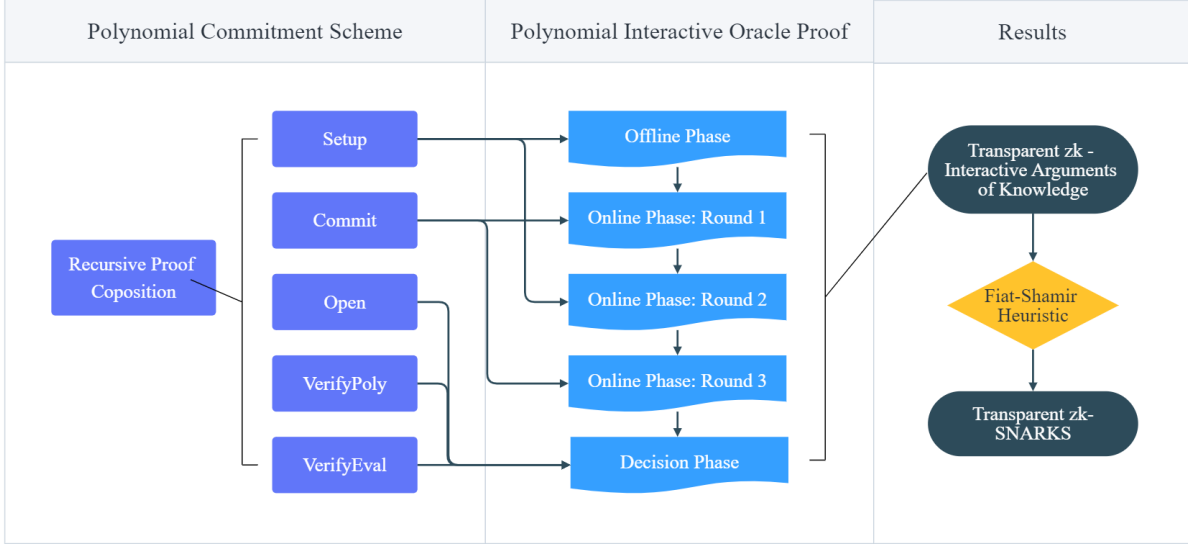 Polynomial Commitment Scheme
Polynomial Interactive Oracle Proof
Results
Recursive Proof
Coposition
Setup
Commit
Open
VerifyPoly
VerifyEval
Offline Phase
Online Phase: Round 1
Online Phase: Round 2
Online Phase: Round 3
Decision Phase
Transparent zk -
Interactive Arguments
of Knowledge
Fiat-Shamir
Heuristic
Transparent zk-
SNARKS